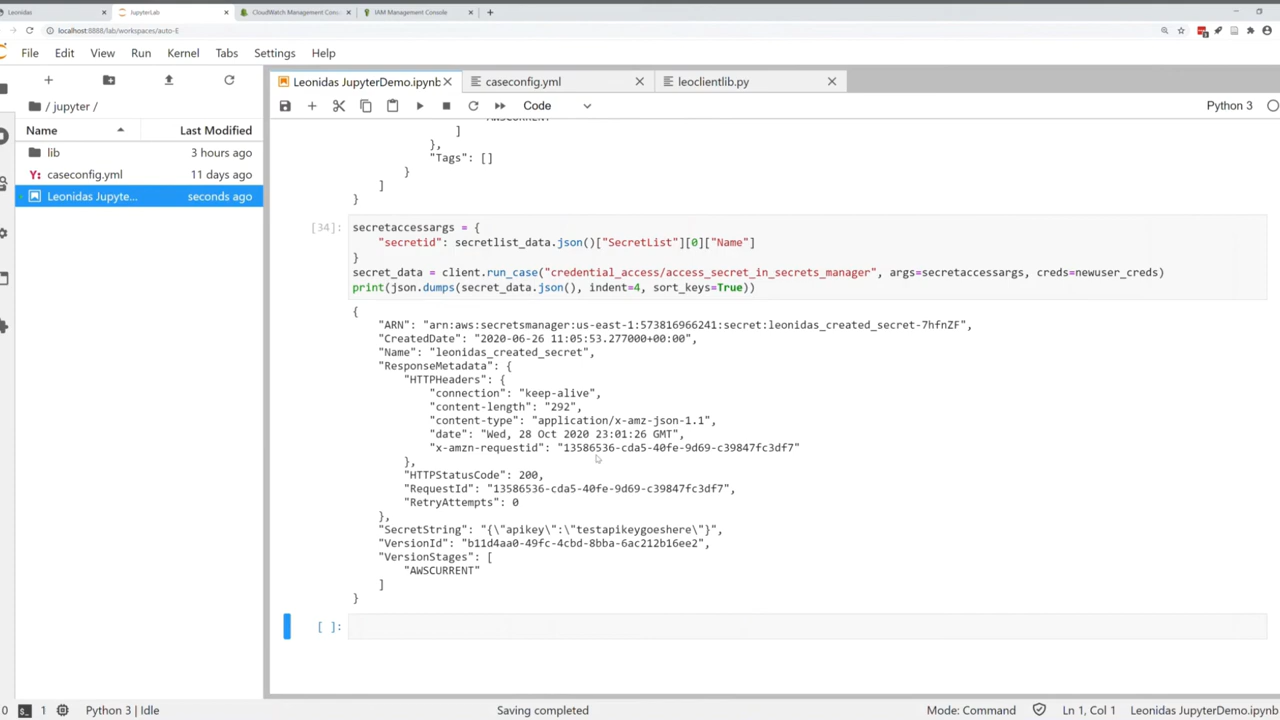 Leonidas
JupyterLab
CloudWatch Management Con
IAM Management Console
localhost:8888/lab/workspaces/auto-E
File Edit View Run Kernel Tabs Settings Help
Leonidas JupyterDemo.ipynb
caseconfig.yml
leoclientlib.py
/ jupyter /
Code
Python 3
Name
Last Modified
lib
3 hours ago
caseconfig.yml
11 days ago
Leonidas Jupyte...
seconds ago
]
},
"Tags": []
}
]
}
[34]:
secretaccessargs = {
"secretid": secretlist_data.json()["SecretList"][0]["Name"]
}
secret_data = client.run_case("credential_access/access_secret_in_secrets_manager", args=secretaccessargs, creds=newuser_creds)
print(json.dumps(secret_data.json(), indent=4, sort_keys=True))
{
"ARN": "arn:aws:secretsmanager:us-east-1:573816966241:secret:leonidas_created_secret-7hfnZF",
"CreatedDate": "2020-06-26 11:05:53.277000+00:00",
"Name": "leonidas_created_secret",
"ResponseMetadata": {
"HTTPHeaders": {
"connection": "keep-alive",
"content-length": "292",
"content-type": "application/x-amz-json-1.1",
"date": "Wed, 28 Oct 2020 23:01:26 GMT",
"x-amzn-requestid": "13586536-cda5-40fe-9d69-c39847fc3df7"
},
"HTTPStatusCode": 200,
"RequestId": "13586536-cda5-40fe-9d69-c39847fc3df7",
"RetryAttempts": 0
},
"SecretString": "{\"apikey\":\"testapikeygoeshere\"}",
"VersionId": "b11d4aa0-49fc-4cbd-8bba-6ac212b16ee2",
"VersionStages": [
"AWSCURRENT"
]
}
[ ]:
0
1
Python 3 | Idle
Saving completed
Mode: Command
Ln 1, Col 1
Leonidas JupyterDemo.ipynb